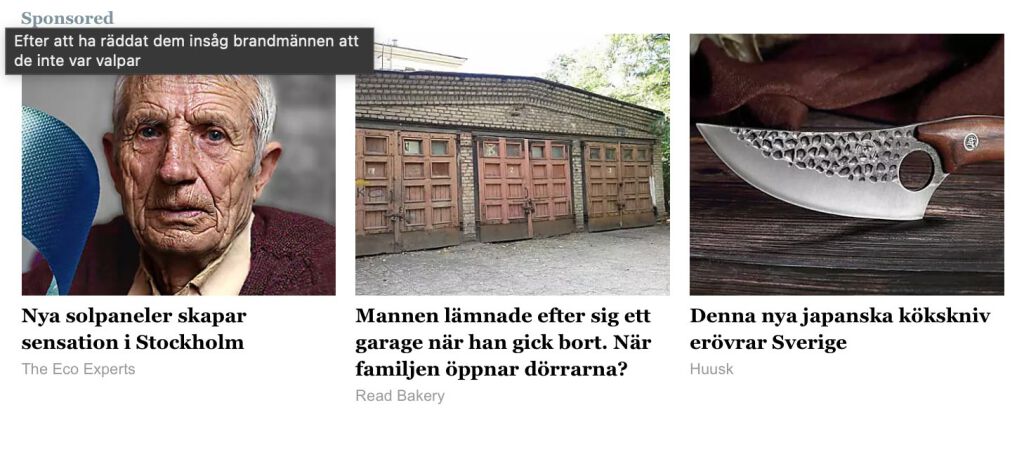 Sponsored
Efter att ha räddat dem insåg brandmännen att
de inte var valpar
Nya solpaneler skapar
sensation i Stockholm
The Eco Experts
Mannen lämnade efter sig ett
garage när han gick bort. När
familjen öppnar dörrarna?
Read Bakery
Denna nya japanska kökskniv
erövrar Sverige
Huusk